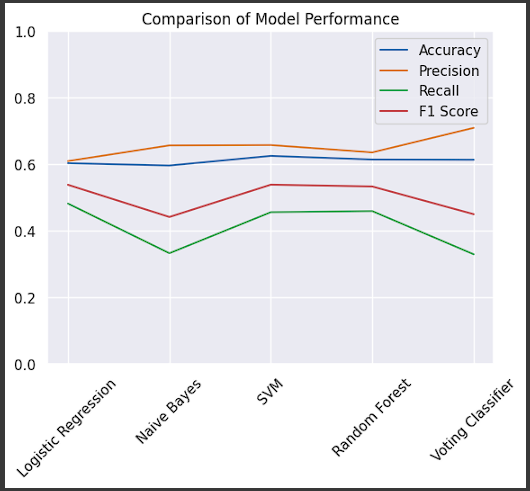 Comparison of Model Performance
1.0
0.8
0.6
0.4
0.2
0.0
Accuracy
Precision
Recall
F1 Score
Logistic Regression
Naive Bayes
SVM
Random Forest
Voting Classifier